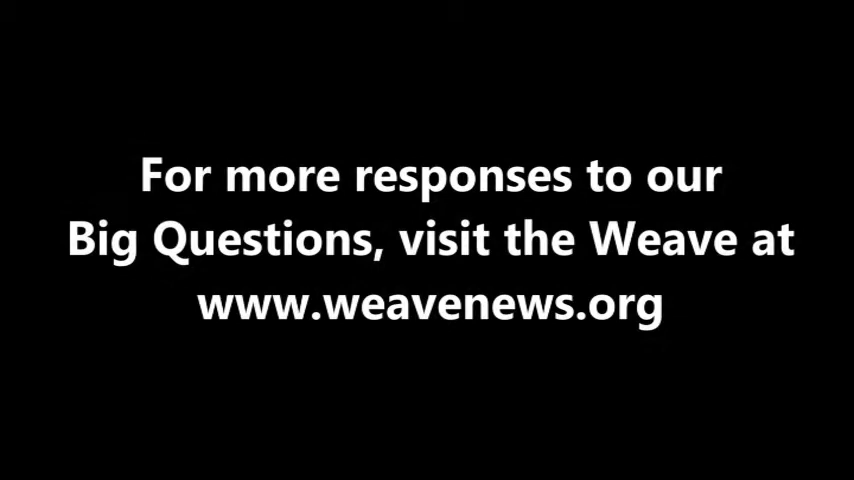 For more responses to our
Big Questions, visit the Weave at
www.weavenews.org